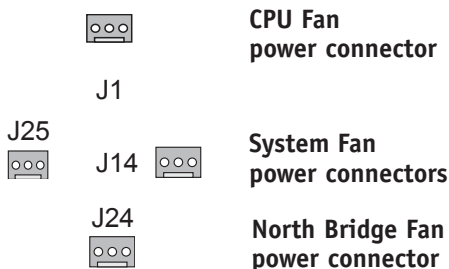 CPU Fan
power connector
J1
J25
J14
System Fan
power connectors
J24
North Bridge Fan
power connector